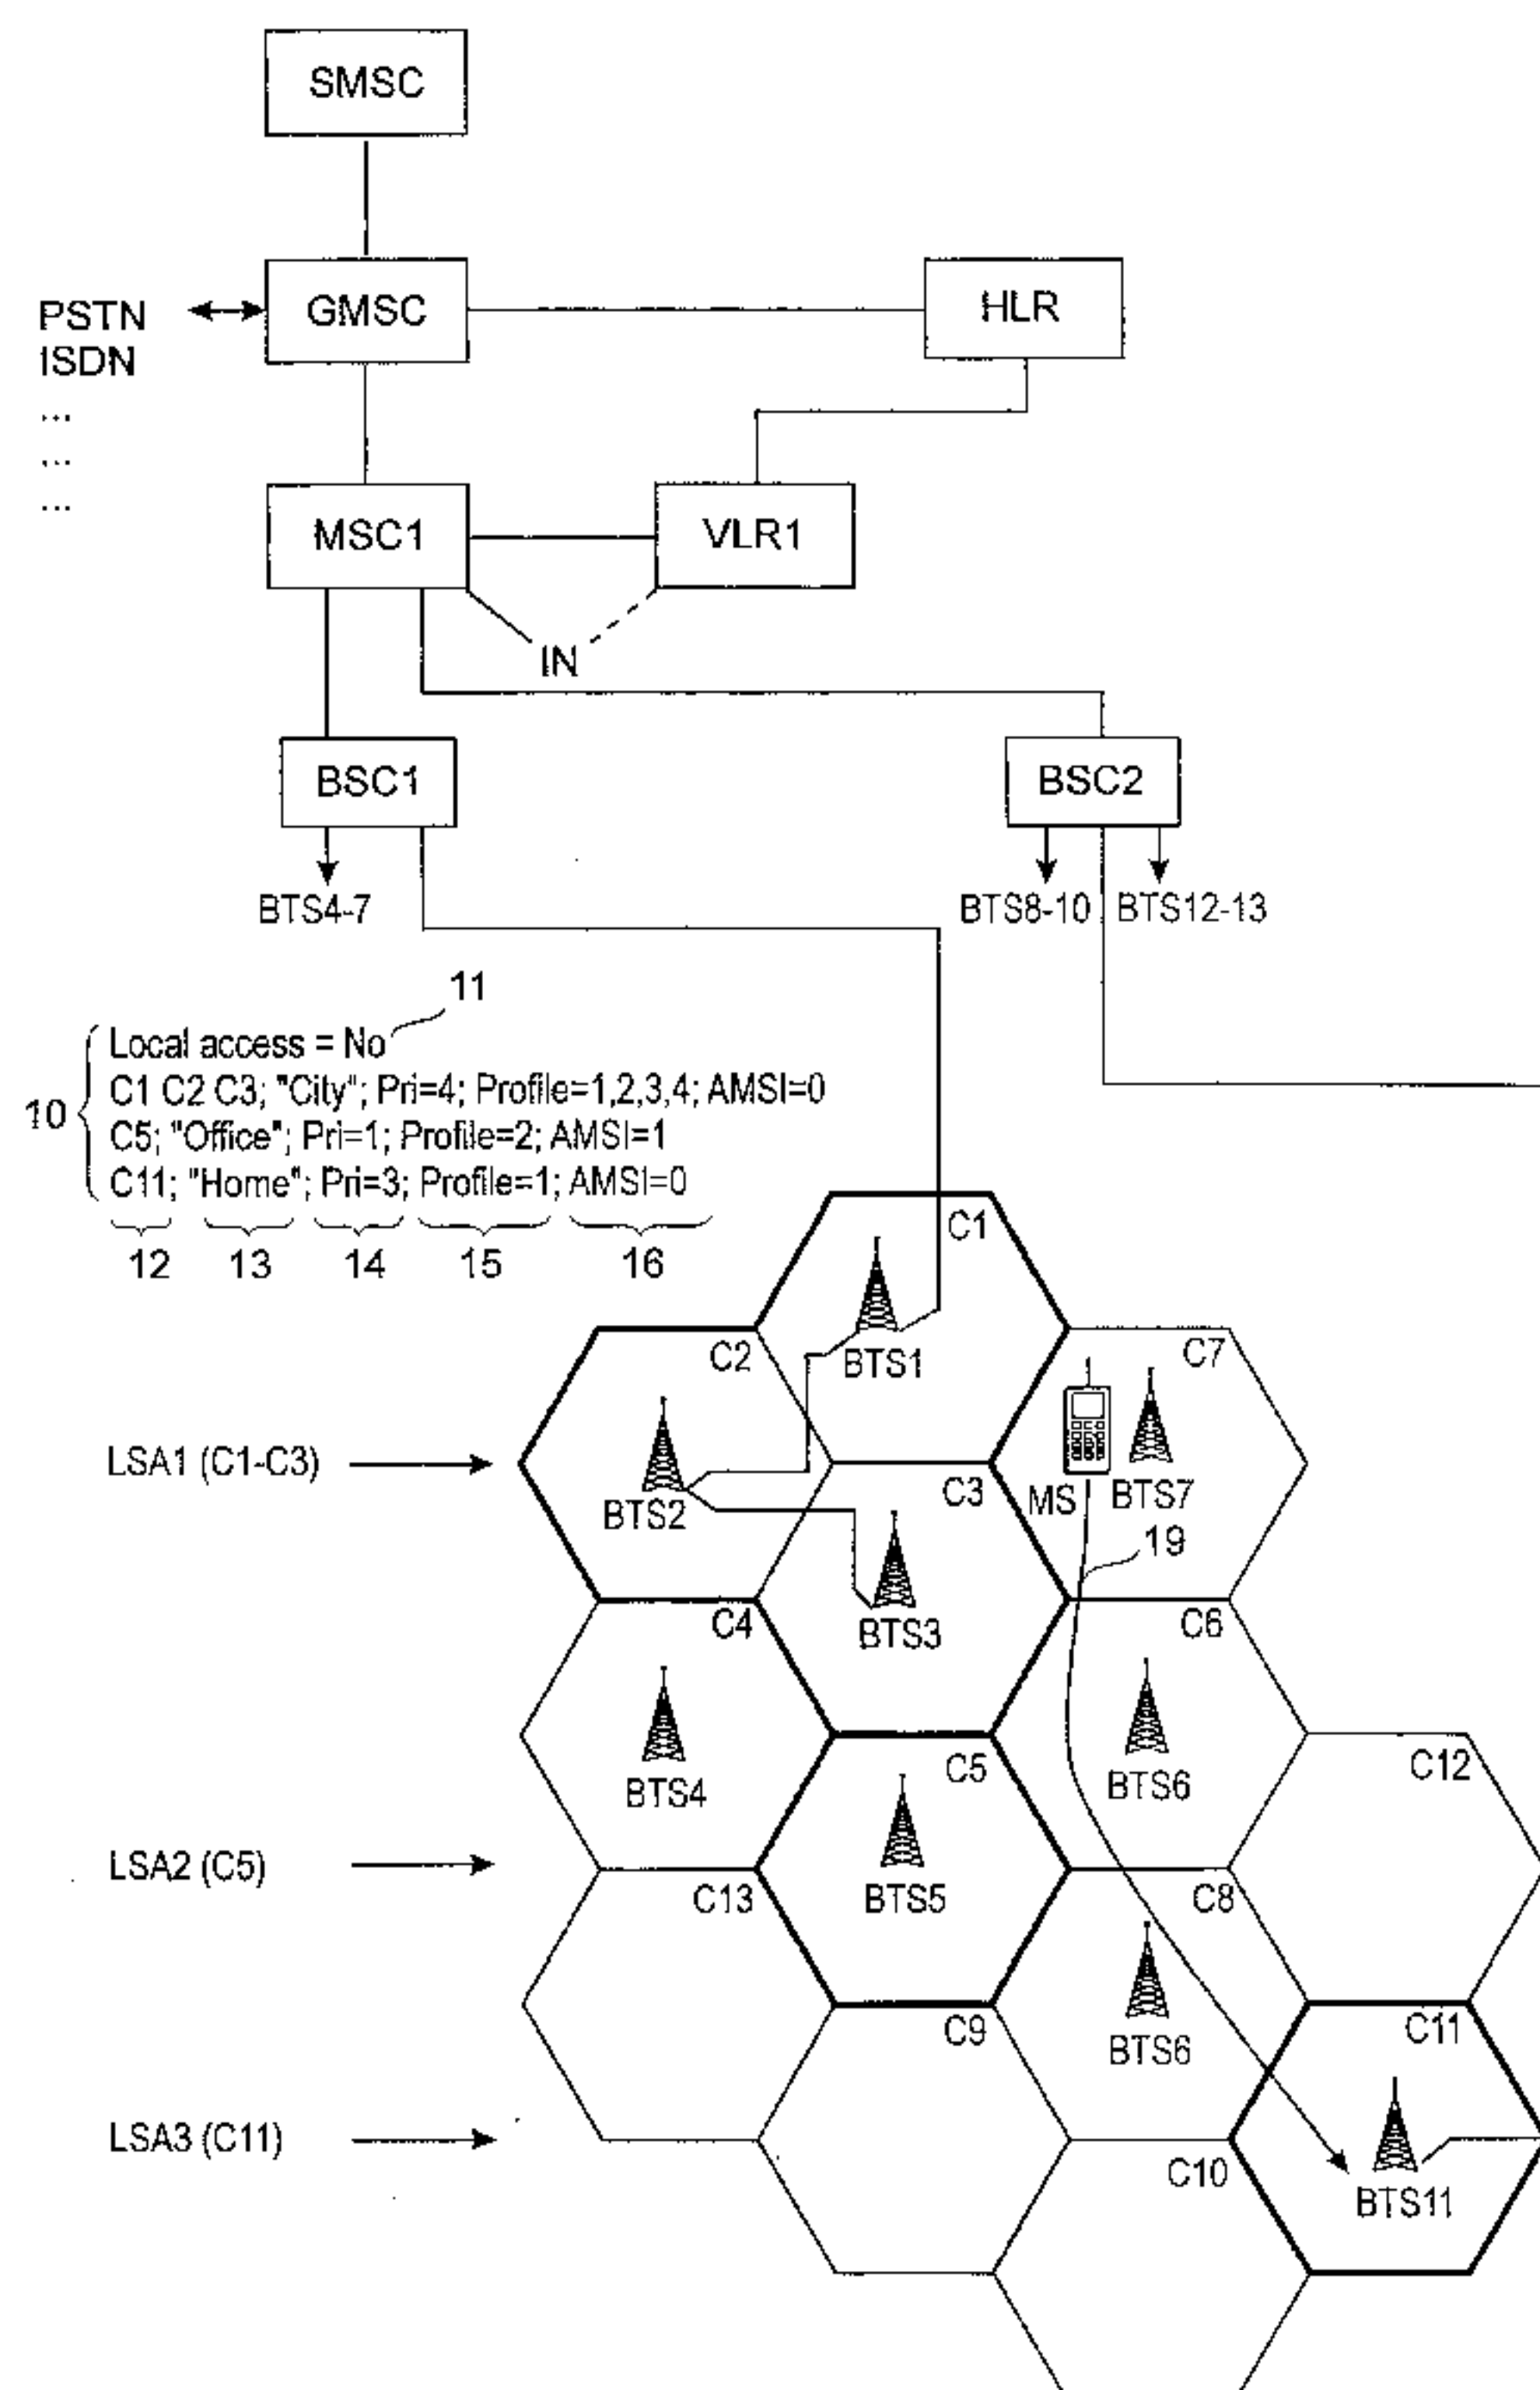 SMSC
GMSC
HLR
PSTN
ISDN
...
...
...
MSC1
VLR1
IN
BSC1
BSC2
BTS4-7
BTS8-10
BTS12-13
11
10
Local access = No
C1 C2 C3; "City"; Pri=4; Profile=1,2,3,4; AMSI=0
C5; "Office"; Pri=1; Profile=2; AMSI=1
C11; "Home"; Pri=3; Profile=1; AMSI=0
12 13 14 15 16
C1
C2
BTS1
C7
LSA1 (C1-C3)
BTS2
C3
MS
BTS7
19
C4
BTS3
C6
BTS4
C5
BTS6
C12
LSA2 (C5)
C13
BTS5
C8
C9
BTS6
C11
LSA3 (C11)
C10
BTS11